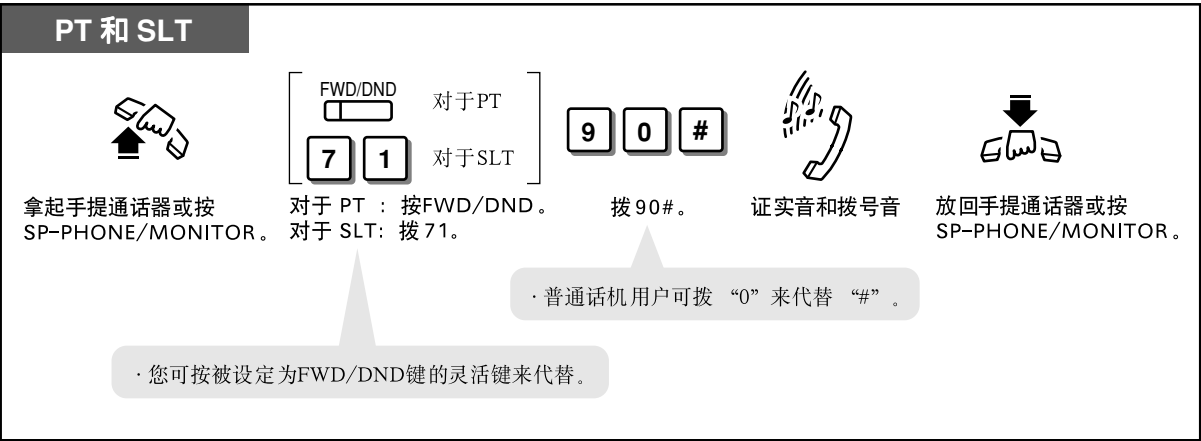 PT 和 SLT
FWD/DND 对于PT
7 1 对于SLT
9 0 #
拿起手提通话器或按
SP-PHONE/MONITOR。
对于 PT : 按FWD/DND。
对于 SLT: 拨71。
拨90#。
证实音和拨号音
放回手提通话器或按
SP-PHONE/MONITOR。
·普通话机用户可拨 “0”来代替 “#”。
·您可按被设定为FWD/DND键的灵活键来代替。